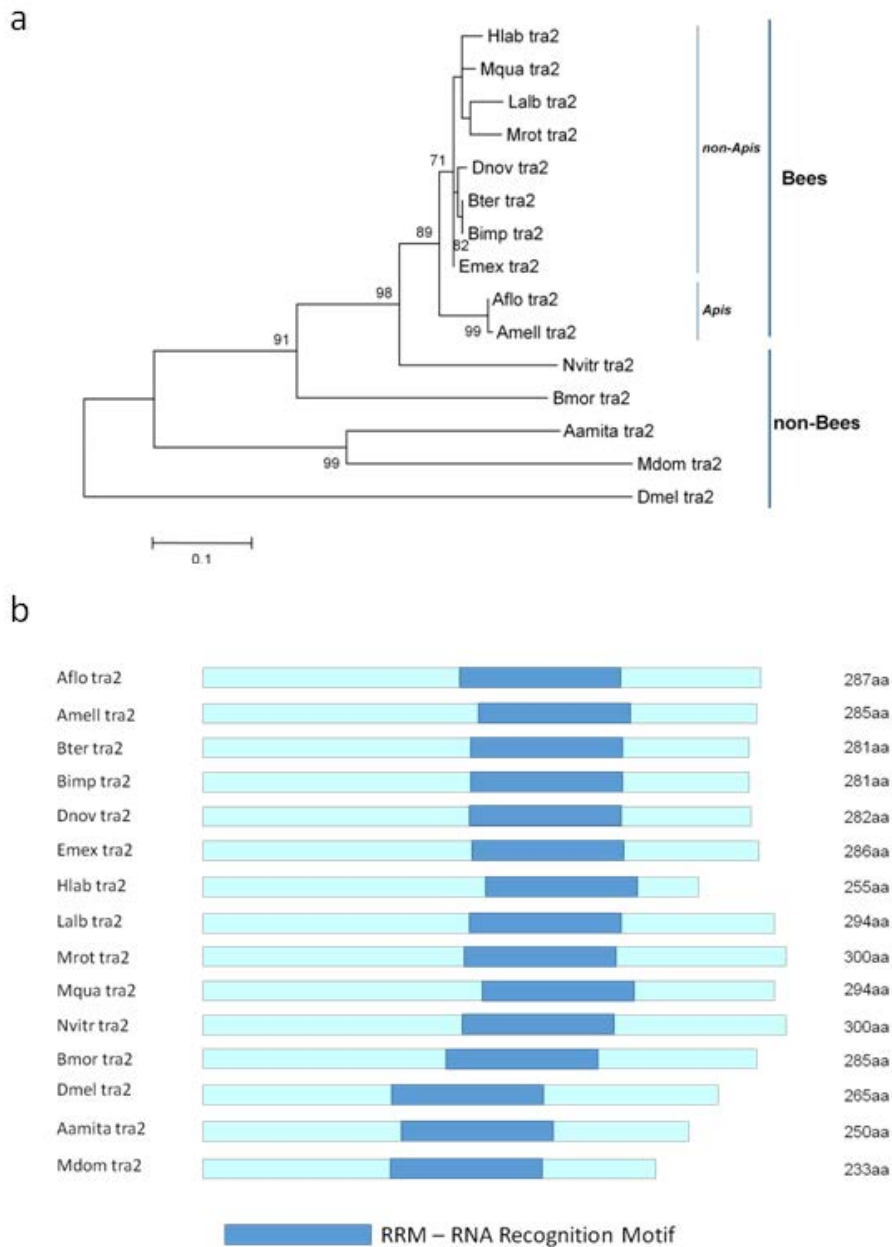 a
Hlab tra2
Mqua tra2
Lalb tra2
Mrot tra2
71
non-Apis
Dnov tra2
Bees
Bter tra2
89
Bimp tra2
82
Emex tra2
98
Aflo tra2
Apis
99
Amell tra2
91
Nvitr tra2
Bmor tra2
non-Bees
Aamita tra2
99
Mdom tra2
Dmel tra2
0.1
b
Aflo tra2 287aa
Amell tra2 285aa
Bter tra2 281aa
Bimp tra2 281aa
Dnov tra2 282aa
Emex tra2 286aa
Hlab tra2 255aa
Lalb tra2 294aa
Mrot tra2 300aa
Mqua tra2 294aa
Nvitr tra2 300aa
Bmor tra2 285aa
Dmel tra2 265aa
Aamita tra2 250aa
Mdom tra2 233aa
RRM – RNA Recognition Motif